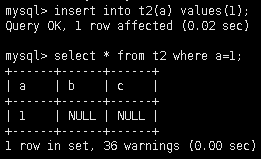 mysql> insert into t2(a) values(1);
Query OK, 1 row affected (0.02 sec)
mysql> select * from t2 where a=1;
+------+------+------+
| a    | b    | c    |
+------+------+------+
| 1    | NULL | NULL |
+------+------+------+
1 row in set, 36 warnings (0.00 sec)